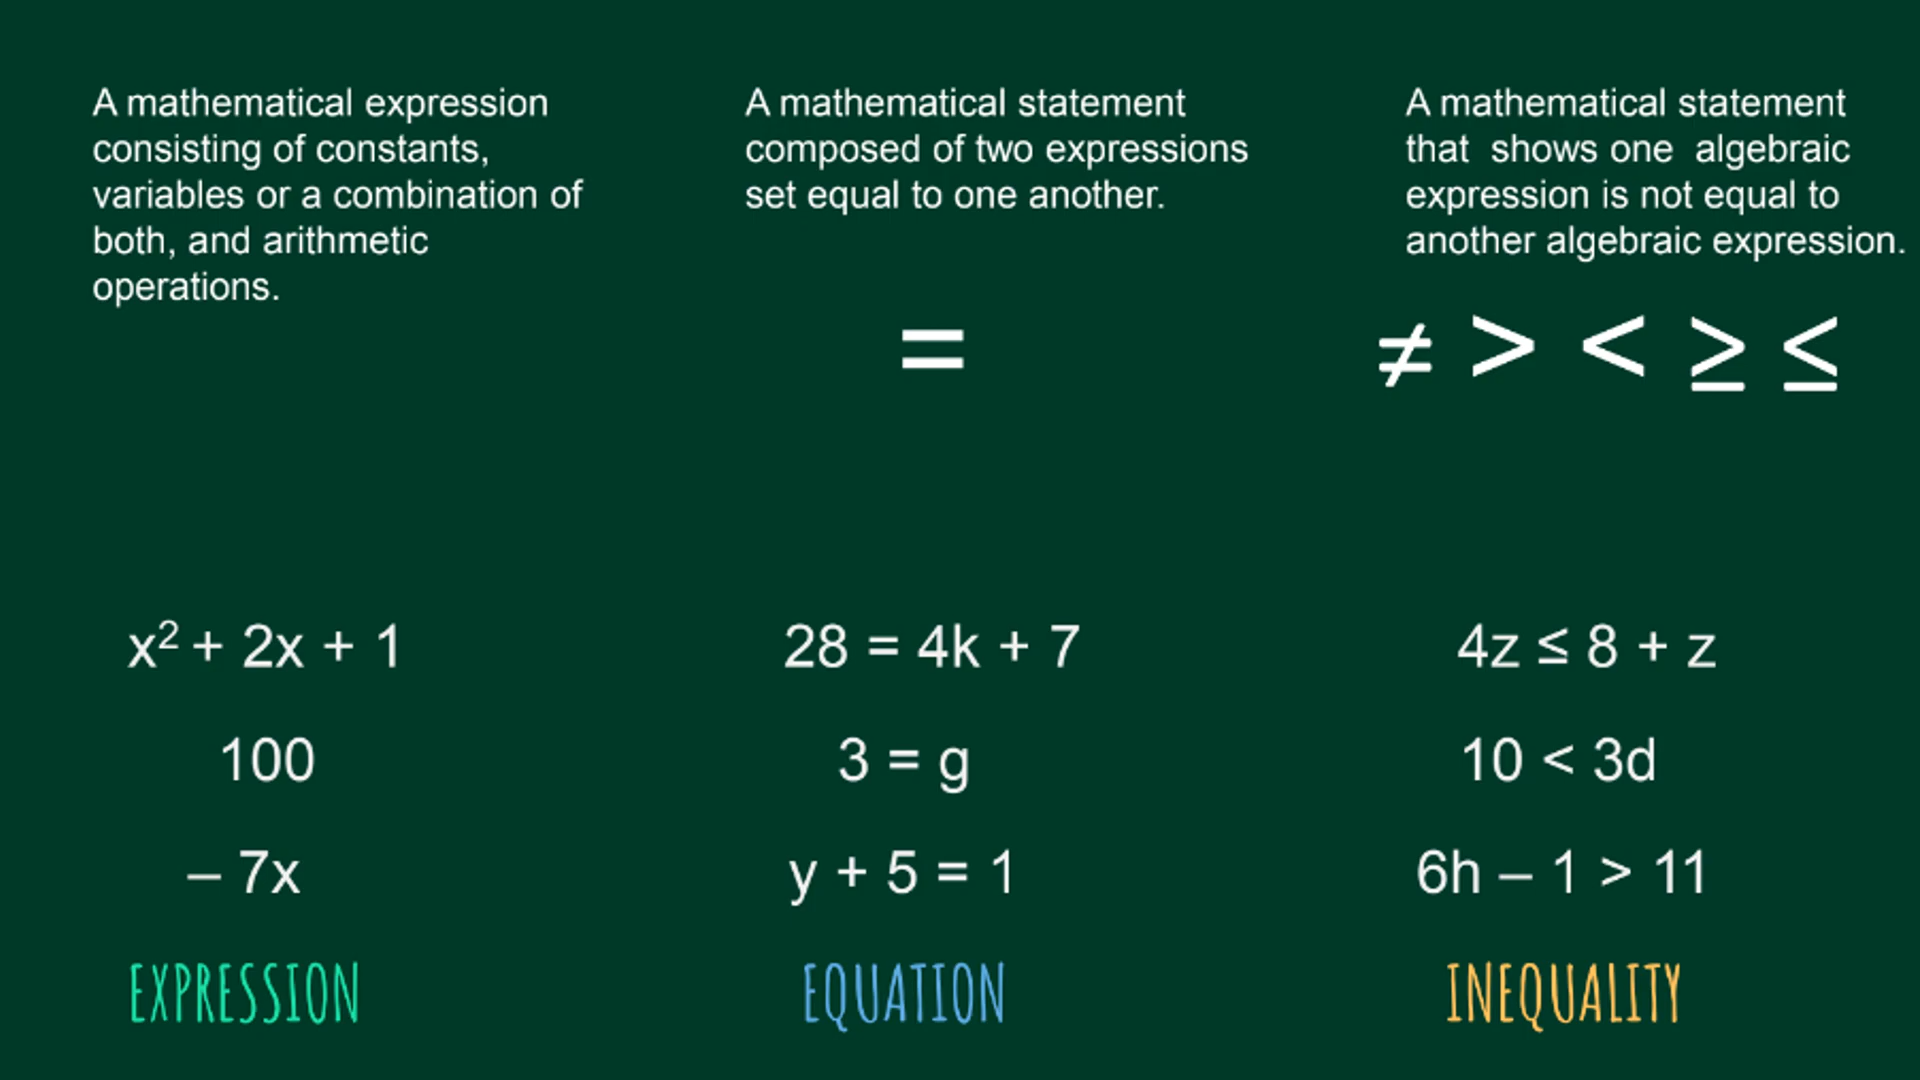 A mathematical expression
consisting of constants,
variables or a combination of
both, and arithmetic
operations.
x² + 2x + 1
100
– 7x
EXPRESSION
A mathematical statement
composed of two expressions
set equal to one another.
=
28 = 4k + 7
3 = g
y + 5 = 1
EQUATION
A mathematical statement
that shows one algebraic
expression is not equal to
another algebraic expression.
≠ > < ≥ ≤
4z ≤ 8 + z
10 < 3d
6h – 1 > 11
INEQUALITY